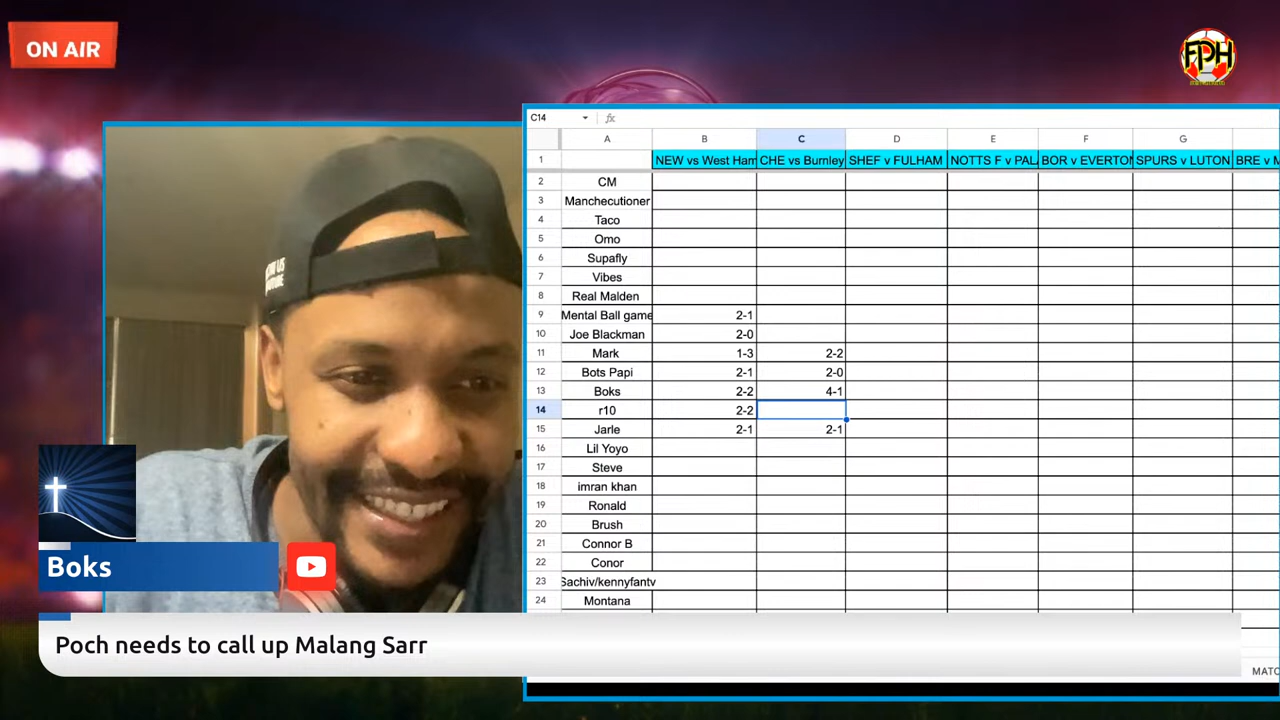 ON AIR
FPH
C14
fx
A B C D E F G
1 NEW vs West Ham CHE vs Burnley SHEF v FULHAM NOTTS F v PAL BOR v EVERTON SPURS v LUTON BRE v M
2 CM
3 Manchecutioner
4 Taco
5 Omo
6 Supafly
7 Vibes
8 Real Malden
9 Mental Ball game 2-1
10 Joe Blackman 2-0
11 Mark 1-3 2-2
12 Bots Papi 2-1 2-0
13 Boks 2-2 4-1
14 r10 2-2
15 Jarle 2-1 2-1
16 Lil Yoyo
17 Steve
18 imran khan
19 Ronald
20 Brush
21 Connor B
22 Conor
23 Sachiv/kennyfantv
24 Montana
MATC
Boks
Poch needs to call up Malang Sarr